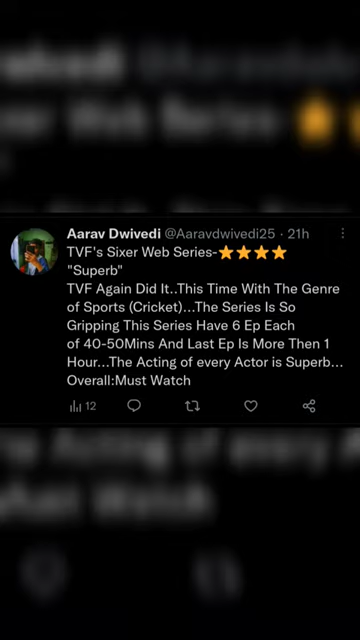 Aarav Dwivedi @Aaravdwivedi25 · 21h
TVF's Sixer Web Series-⭐⭐⭐⭐
"Superb"
TVF Again Did It..This Time With The Genre
of Sports (Cricket)...The Series Is So
Gripping This Series Have 6 Ep Each
of 40-50Mins And Last Ep Is More Then 1
Hour...The Acting of every Actor is Superb...
Overall:Must Watch
12